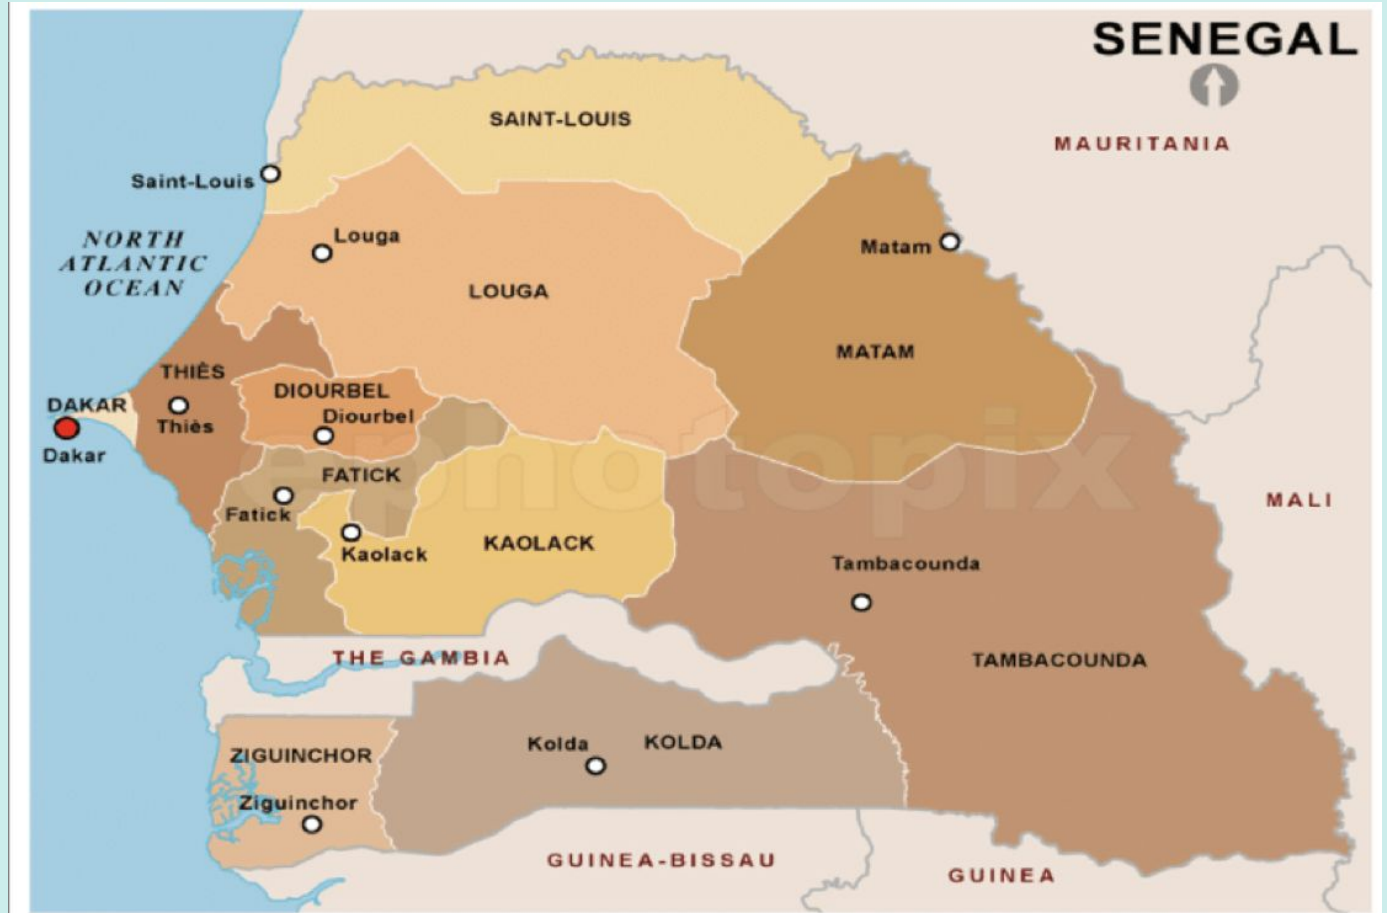 SENEGAL
MAURITANIA
SAINT-LOUIS
Saint-Louis
NORTH
ATLANTIC
OCEAN
Louga
LOUGA
Matam
MATAM
THIÈS
Thiès
DAKAR
Dakar
DIOURBEL
Diourbel
FATICK
Fatick
Kaolack
KAOLACK
ephotopix
MALI
Tambacounda
TAMBACOUNDA
THE GAMBIA
ZIGUINCHOR
Ziguinchor
Kolda
KOLDA
GUINEA-BISSAU
GUINEA